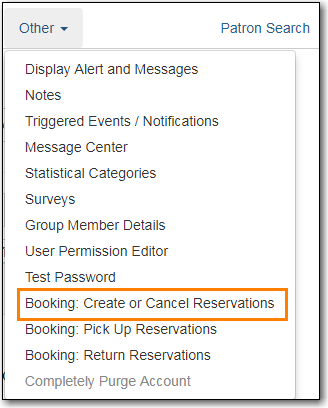 Other Patron Search
Display Alert and Messages
Notes
Triggered Events / Notifications
Message Center
Statistical Categories
Surveys
Group Member Details
User Permission Editor
Test Password
Booking: Create or Cancel Reservations
Booking: Pick Up Reservations
Booking: Return Reservations
Completely Purge Account